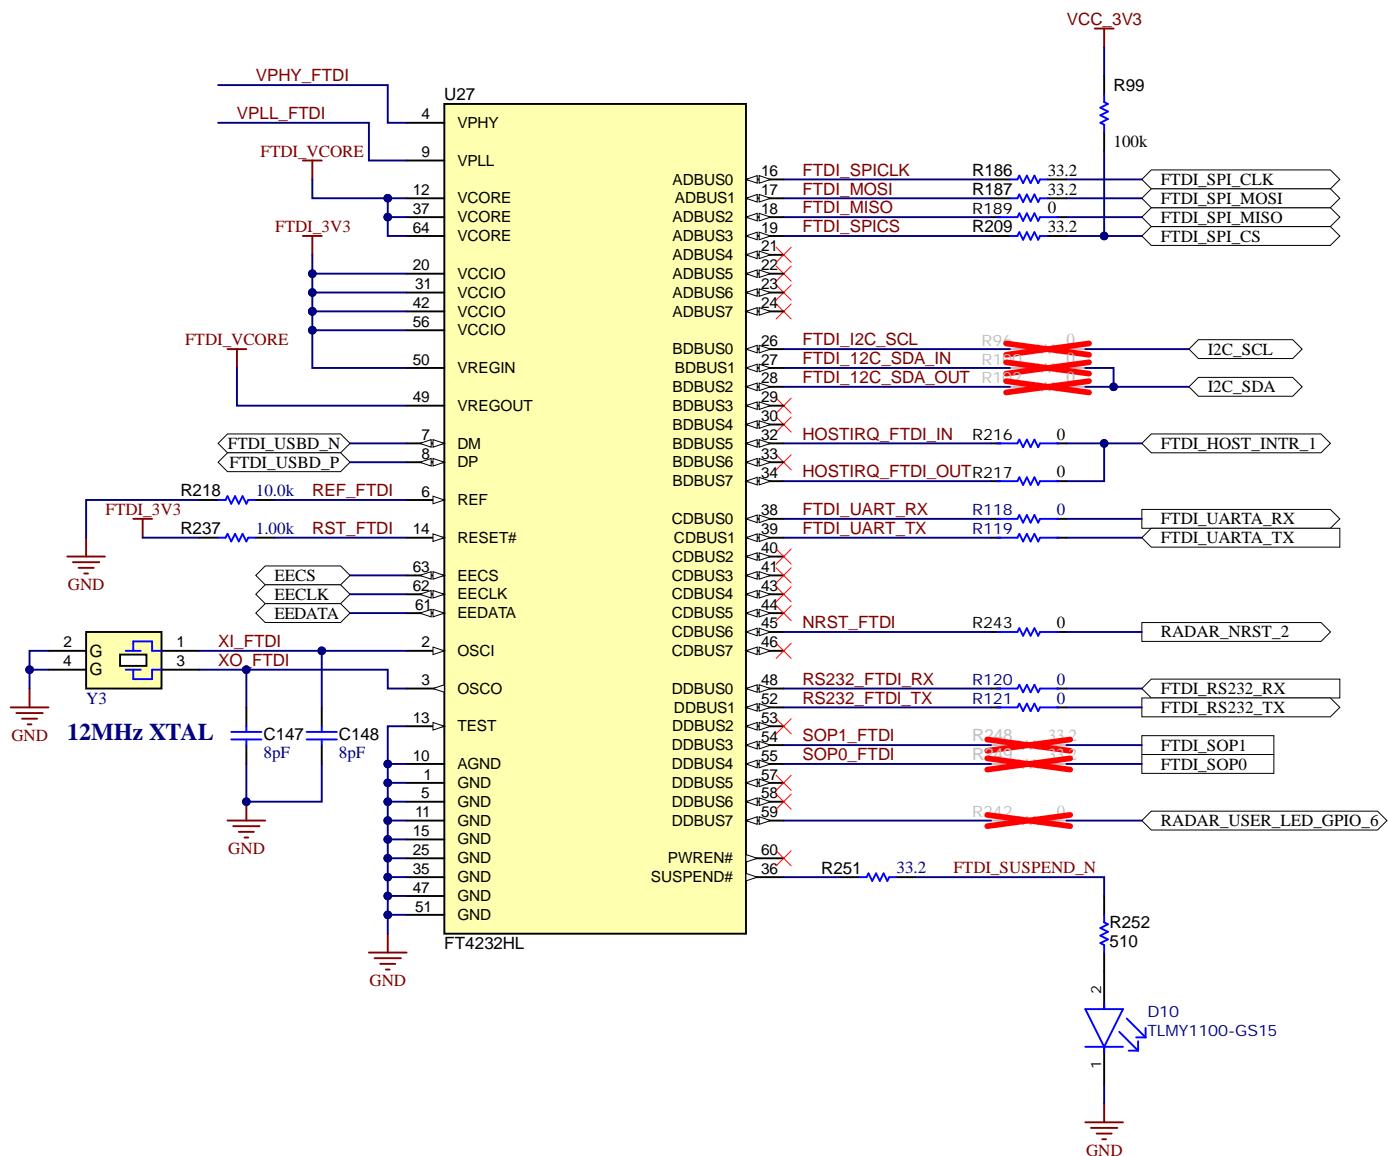 VCC_3V3
R99
100k
VPHY_FTDI
VPLL_FTDI
FTDI_VCORE
FTDI_3V3
FTDI_VCORE
U27
4 VPHY
9 VPLL
12 VCORE
37 VCORE
64 VCORE
20 VCCIO
31 VCCIO
42 VCCIO
56 VCCIO
50 VREGIN
49 VREGOUT
FTDI_USBD_N 7 DM
FTDI_USBD_P 8 DP
R218 10.0k REF_FTDI 6 REF
FTDI_3V3
R237 1.00k RST_FTDI 14 RESET#
GND
EECS 63 EECS
EECLK 62 EECLK
EEDATA 61 EEDATA
2 G 1 XI_FTDI 2 OSCI
4 G 3 XO_FTDI 3 OSCO
Y3
GND
12MHz XTAL
C147
8pF
C148
8pF
GND
13 TEST
10 AGND
1 GND
5 GND
11 GND
15 GND
25 GND
35 GND
47 GND
51 GND
GND
FT4232HL
ADBUS0 16 FTDI_SPICLK R186 33.2 FTDI_SPI_CLK
ADBUS1 17 FTDI_MOSI R187 33.2 FTDI_SPI_MOSI
ADBUS2 18 FTDI_MISO R189 0 FTDI_SPI_MISO
ADBUS3 19 FTDI_SPICS R209 33.2 FTDI_SPI_CS
ADBUS4 21
ADBUS5 22
ADBUS6 23
ADBUS7 24
BDBUS0 26 FTDI_I2C_SCL 0 I2C_SCL
BDBUS1 27 FTDI_12C_SDA_IN
BDBUS2 28 FTDI_12C_SDA_OUT I2C_SDA
BDBUS3 29
BDBUS4 30
BDBUS5 32 HOSTIRQ_FTDI_IN R216 0 FTDI_HOST_INTR_1
BDBUS6 33
BDBUS7 34 HOSTIRQ_FTDI_OUT R217 0
CDBUS0 38 FTDI_UART_RX R118 0 FTDI_UARTA_RX
CDBUS1 39 FTDI_UART_TX R119 0 FTDI_UARTA_TX
CDBUS2 40
CDBUS3 41
CDBUS4 43
CDBUS5 44
CDBUS6 45 NRST_FTDI R243 0 RADAR_NRST_2
CDBUS7 46
DDBUS0 48 RS232_FTDI_RX R120 0 FTDI_RS232_RX
DDBUS1 52 RS232_FTDI_TX R121 0 FTDI_RS232_TX
DDBUS2 53
DDBUS3 54 SOP1_FTDI R248 33.2 FTDI_SOP1
DDBUS4 55 SOP0_FTDI FTDI_SOP0
DDBUS5 57
DDBUS6 58
DDBUS7 59 R242 0 RADAR_USER_LED_GPIO_6
PWREN# 60
SUSPEND# 36 R251 33.2 FTDI_SUSPEND_N
R252
510
2
D10
TLMY1100-GS15
1
GND